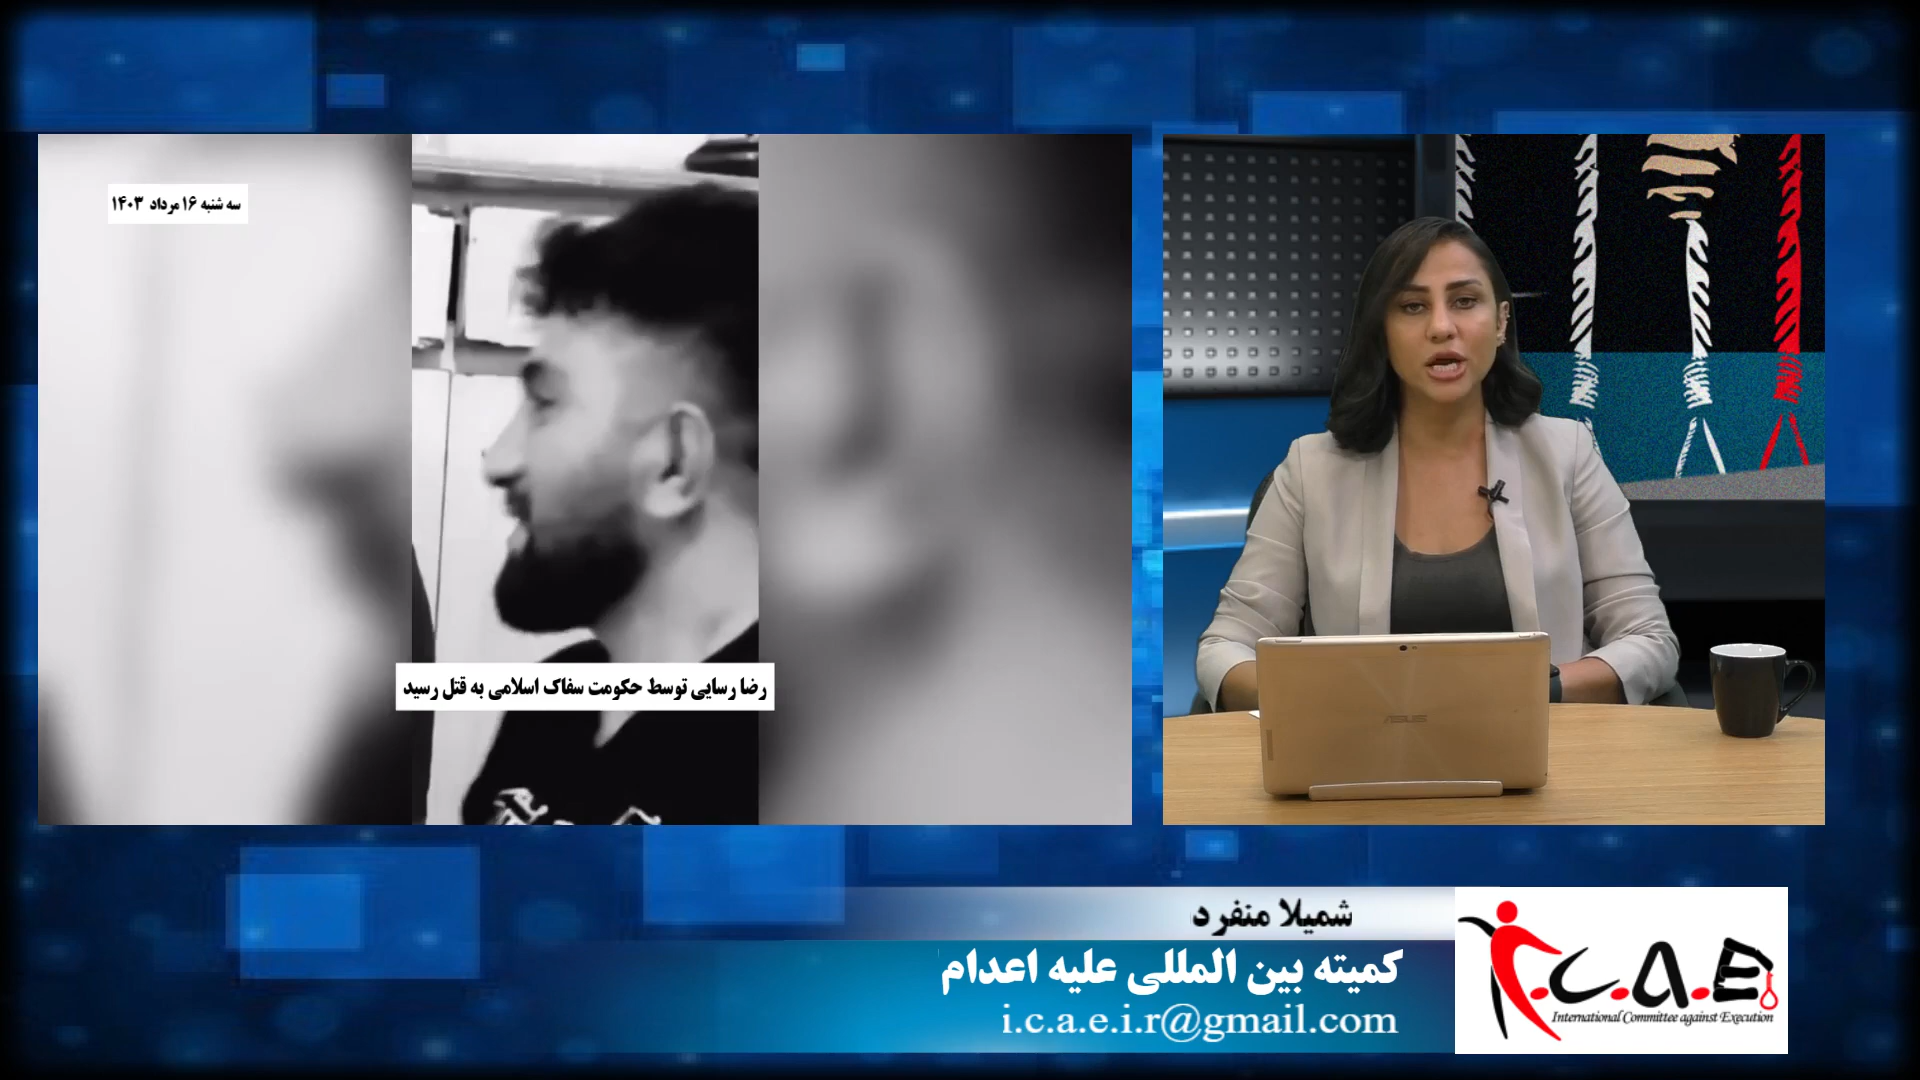 سه شنبه ۱۶ مرداد ۱۴۰۳
رضا رسایی توسط حکومت سفاک اسلامی به قتل رسید
ASUS
شمیلا منفرد
کمیته بین المللی علیه اعدام
i.c.a.e.i.r@gmail.com
I.C.A.E
International Committee against Execution